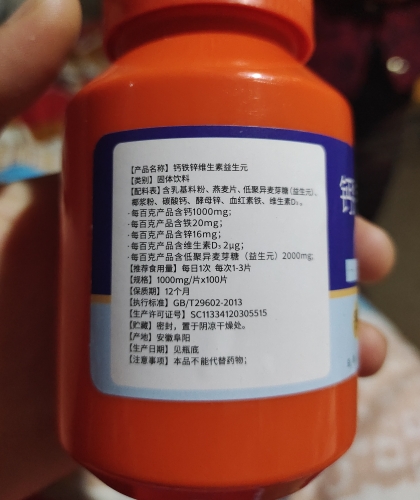 【产品名称】钙铁锌维生素益生元
【类别】固体饮料
【配料表】含乳基料粉、燕麦片、低聚异麦芽糖（益生元）、
椰浆粉、碳酸钙、酵母锌、血红素铁、维生素D₃。
·每百克产品含钙1000mg；
·每百克产品含铁20mg；
·每百克产品含锌16mg；
·每百克产品含维生素D₃ 2μg；
·每百克产品含低聚异麦芽糖（益生元）2000mg；
【推荐食用量】每日1次 每次1-3片
【规格】1000mg/片x100片
【保质期】12个月
【执行标准】GB/T29602-2013
【生产许可证号】SC11334120305515
【贮藏】密封，置于阴凉干燥处。
【产地】安徽阜阳
【生产日期】见瓶底
【注意事项】本品不能代替药物；